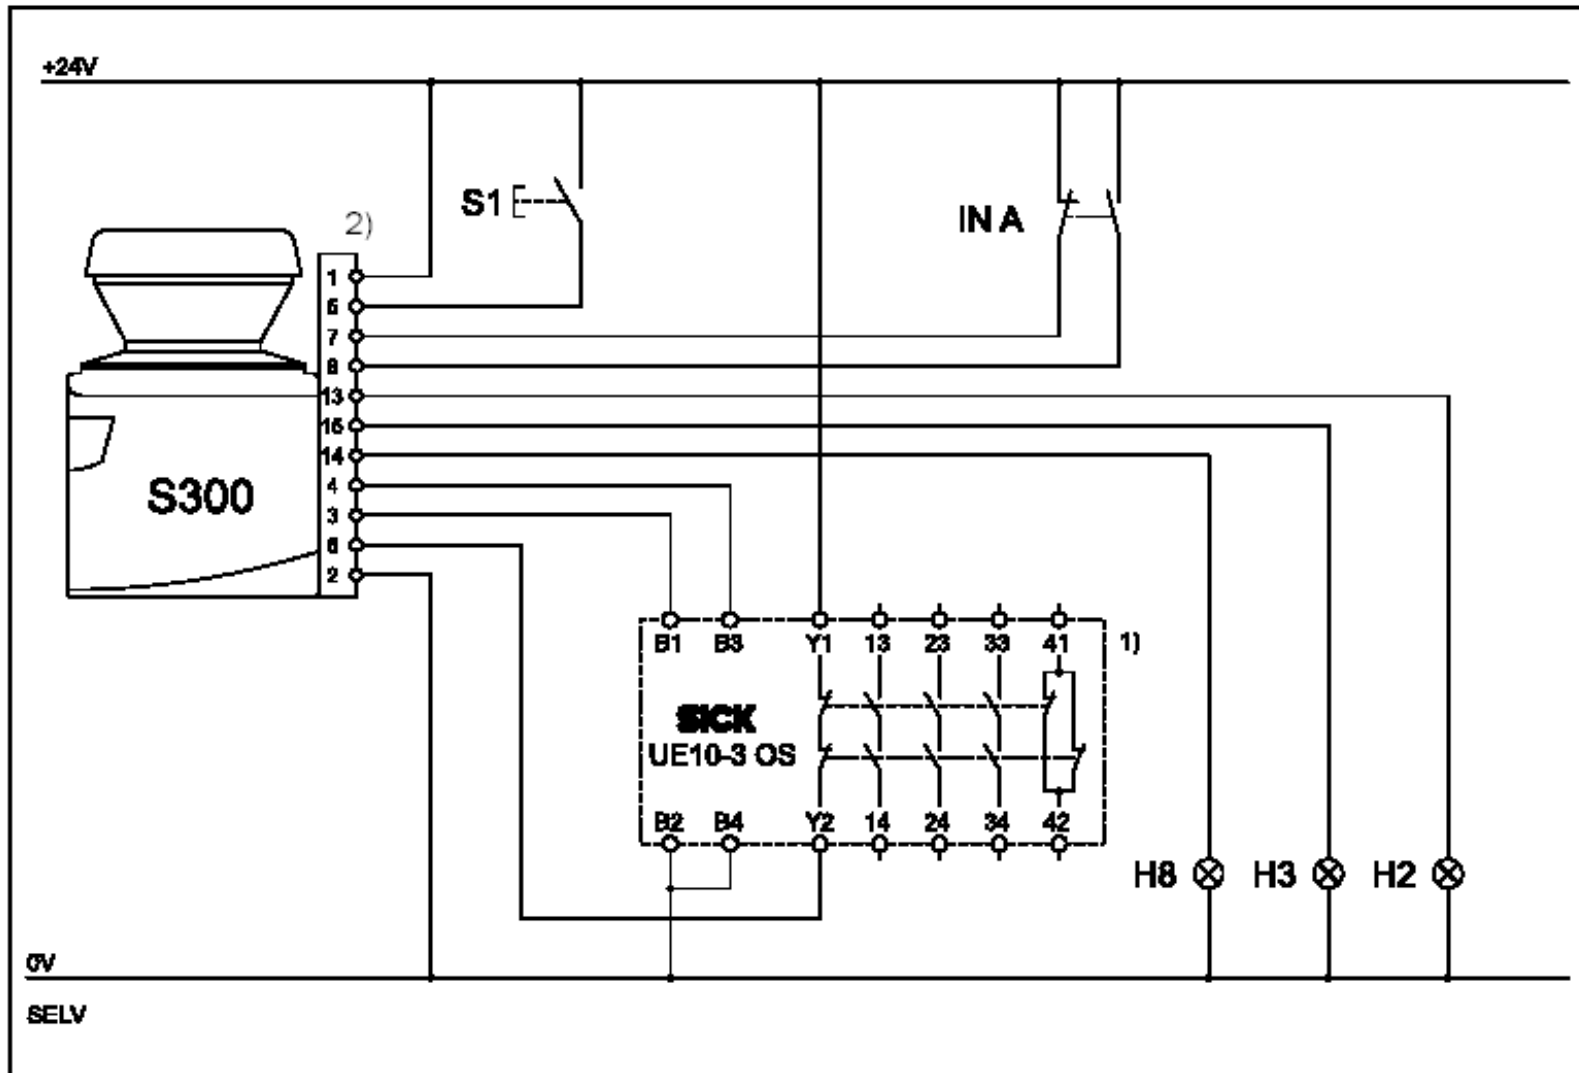 +24V
S1
IN A
2)
1
5
7
8
13
15
14
4
3
6
2
S300
B1 B3 Y1 13 23 33 41
1)
SICK
UE10-3 OS
B2 B4 Y2 14 24 34 42
H8 H3 H2
0V
SELV